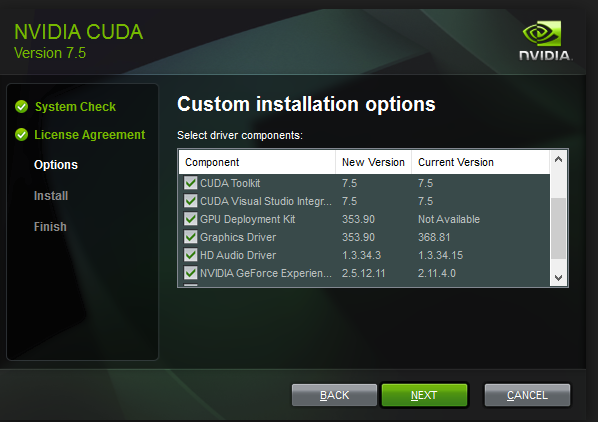 NVIDIA CUDA
Version 7.5
NVIDIA.
System Check
License Agreement
Options
Install
Finish
Custom installation options
Select driver components:
Component New Version Current Version
CUDA Toolkit 7.5 7.5
CUDA Visual Studio Integr... 7.5 7.5
GPU Deployment Kit 353.90 Not Available
Graphics Driver 353.90 368.81
HD Audio Driver 1.3.34.3 1.3.34.15
NVIDIA GeForce Experien... 2.5.12.11 2.11.4.0
BACK NEXT CANCEL